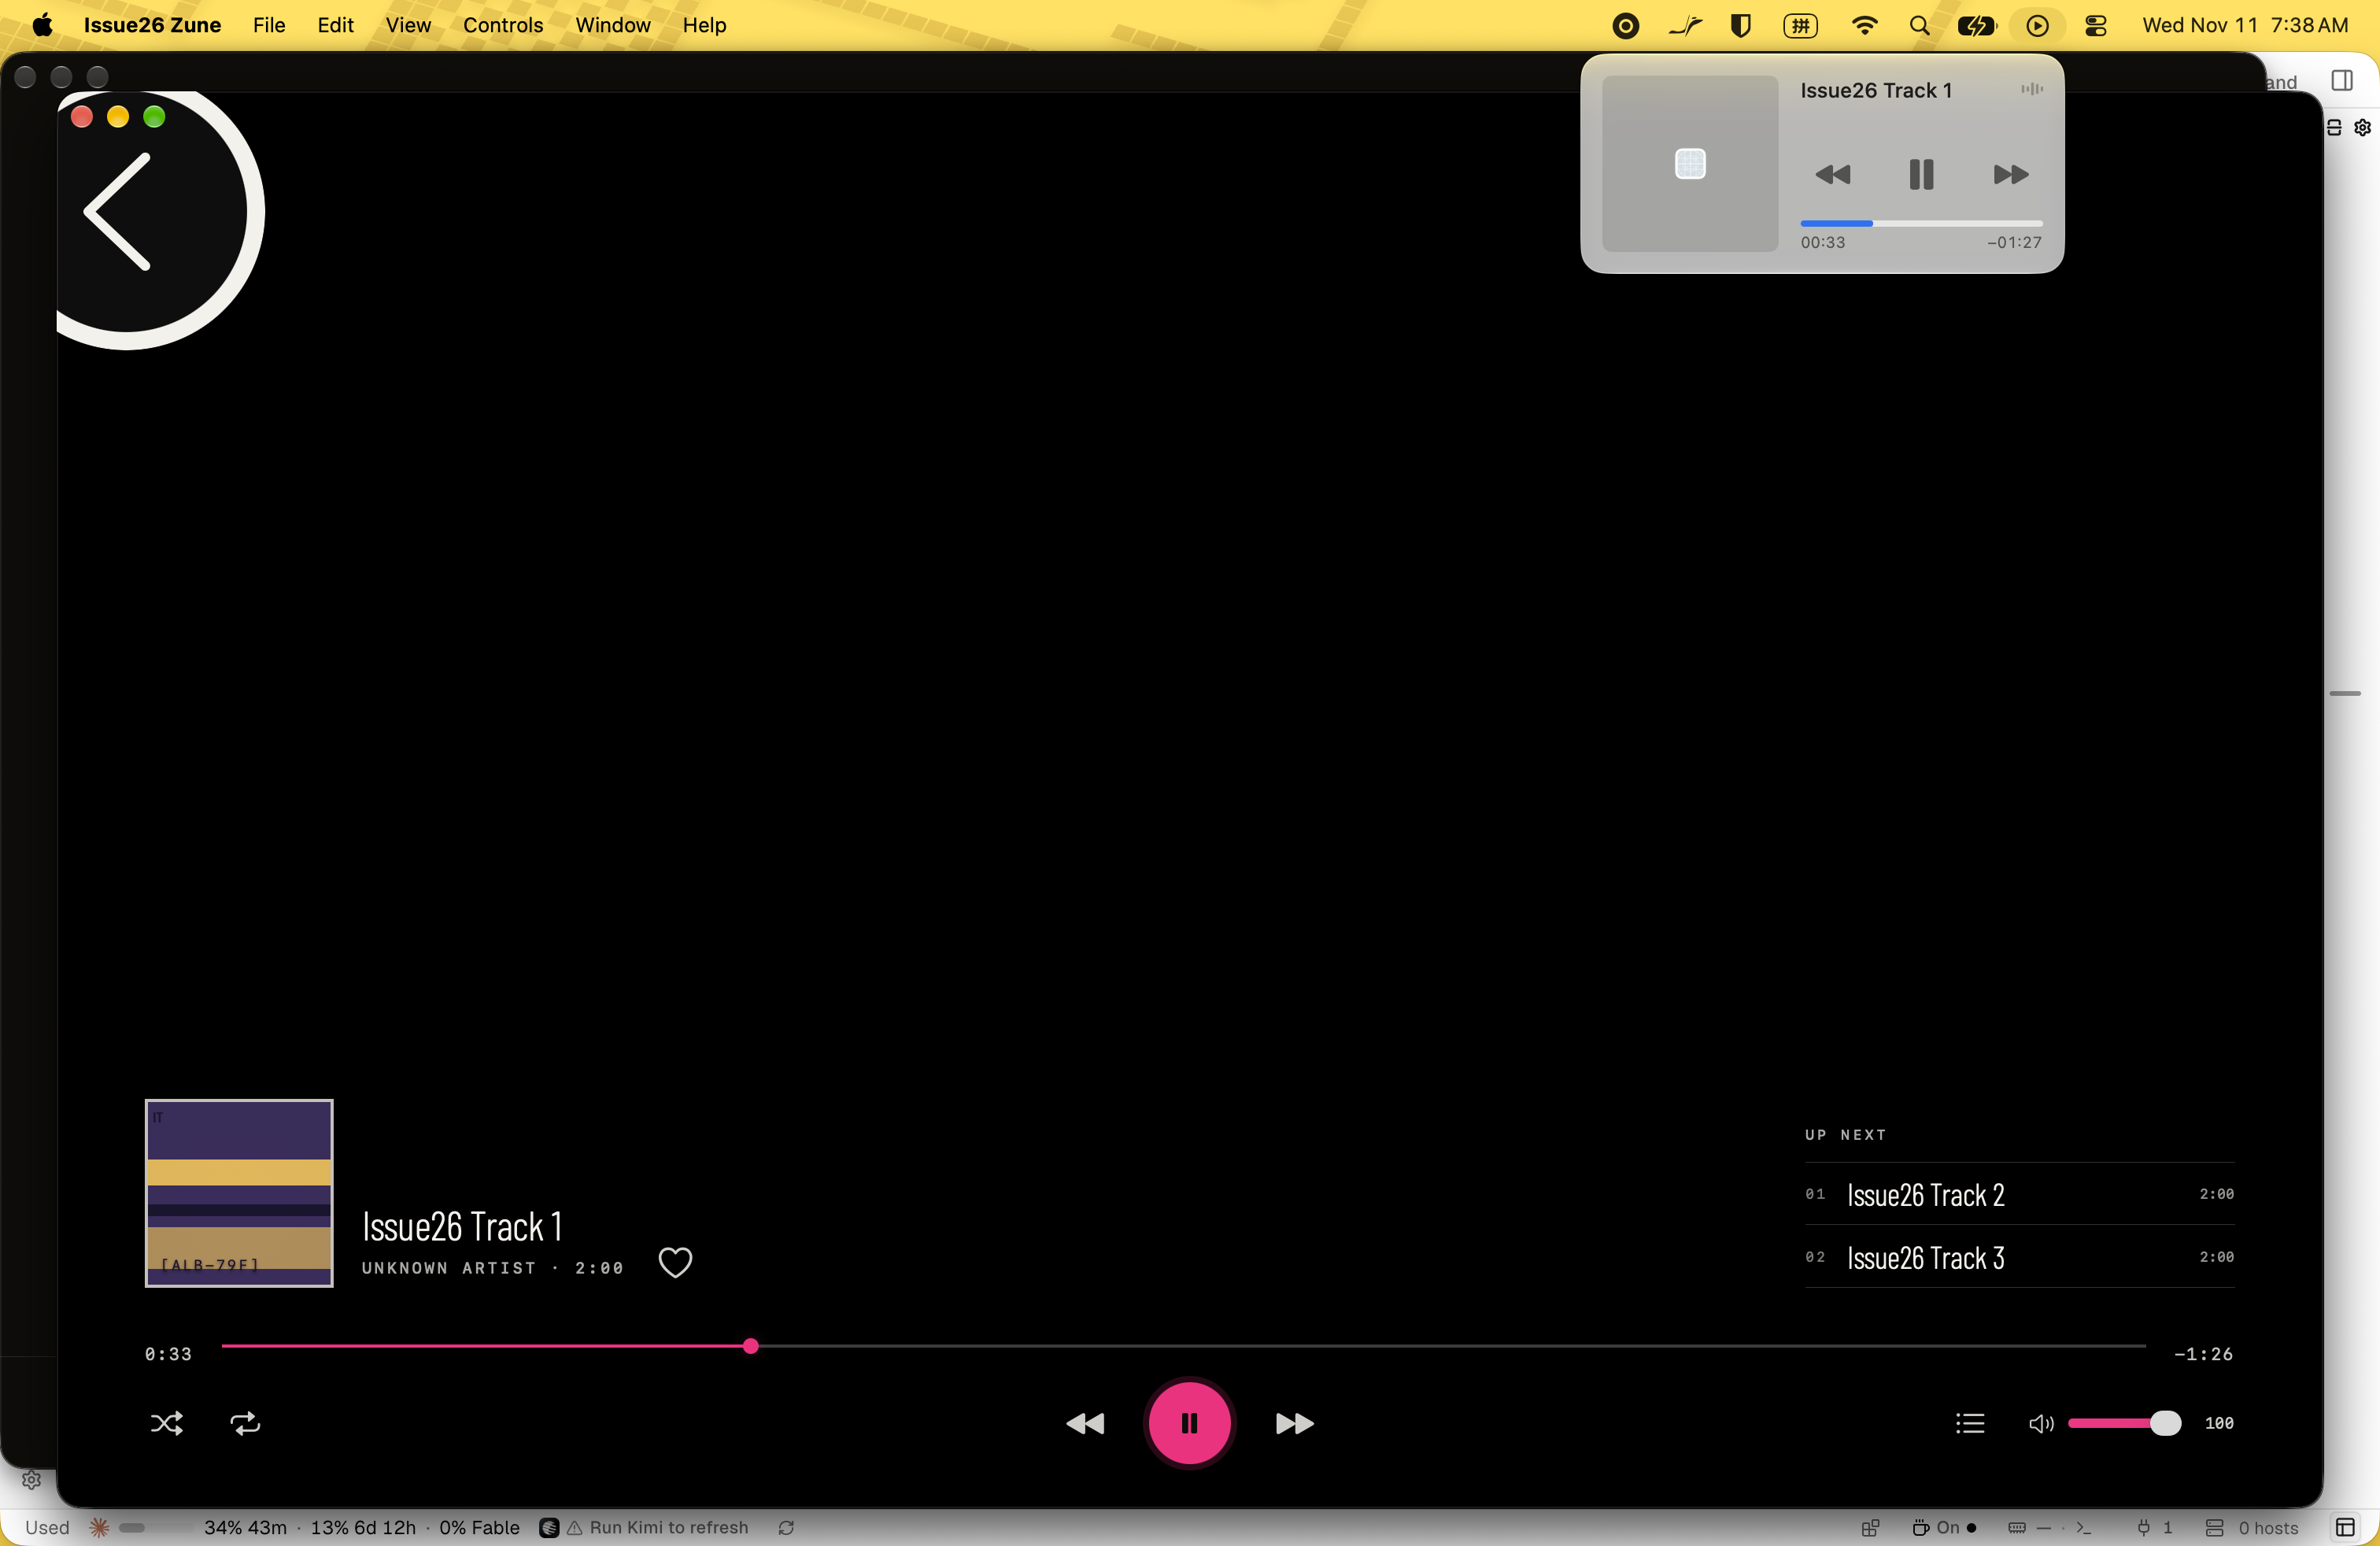 Issue26 Zune File Edit View Controls Window Help
拼
Wed Nov 11 7:38 AM
and
Issue26 Track 1
00:33
−01:27
IT
[ALB-79F]
Issue26 Track 1
UNKNOWN ARTIST · 2:00
UP NEXT
01 Issue26 Track 2 2:00
02 Issue26 Track 3 2:00
0:33
−1:26
100
Used 34% 43m · 13% 6d 12h · 0% Fable Run Kimi to refresh
On
1
0 hosts